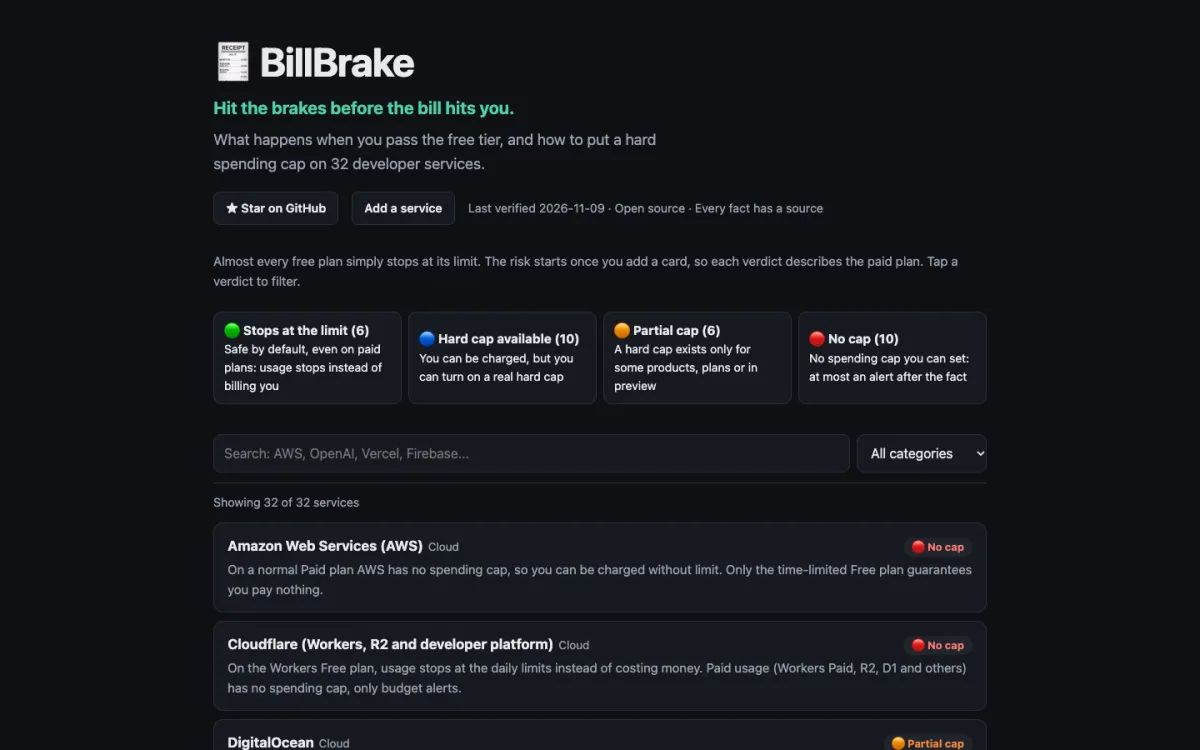 RECEIPT
BillBrake
Hit the brakes before the bill hits you.
What happens when you pass the free tier, and how to put a hard
spending cap on 32 developer services.
★ Star on GitHub
Add a service
Last verified 2026-11-09 · Open source · Every fact has a source
Almost every free plan simply stops at its limit. The risk starts once you add a card, so each verdict describes the paid plan. Tap a
verdict to filter.
Stops at the limit (6)
Safe by default, even on paid
plans: usage stops instead of
billing you
Hard cap available (10)
You can be charged, but you
can turn on a real hard cap
Partial cap (6)
A hard cap exists only for
some products, plans or in
preview
No cap (10)
No spending cap you can set:
at most an alert after the fact
Search: AWS, OpenAI, Vercel, Firebase...
All categories
Showing 32 of 32 services
Amazon Web Services (AWS) Cloud
No cap
On a normal Paid plan AWS has no spending cap, so you can be charged without limit. Only the time-limited Free plan guarantees
you pay nothing.
Cloudflare (Workers, R2 and developer platform) Cloud
No cap
On the Workers Free plan, usage stops at the daily limits instead of costing money. Paid usage (Workers Paid, R2, D1 and others)
has no spending cap, only budget alerts.
DigitalOcean Cloud
Partial cap